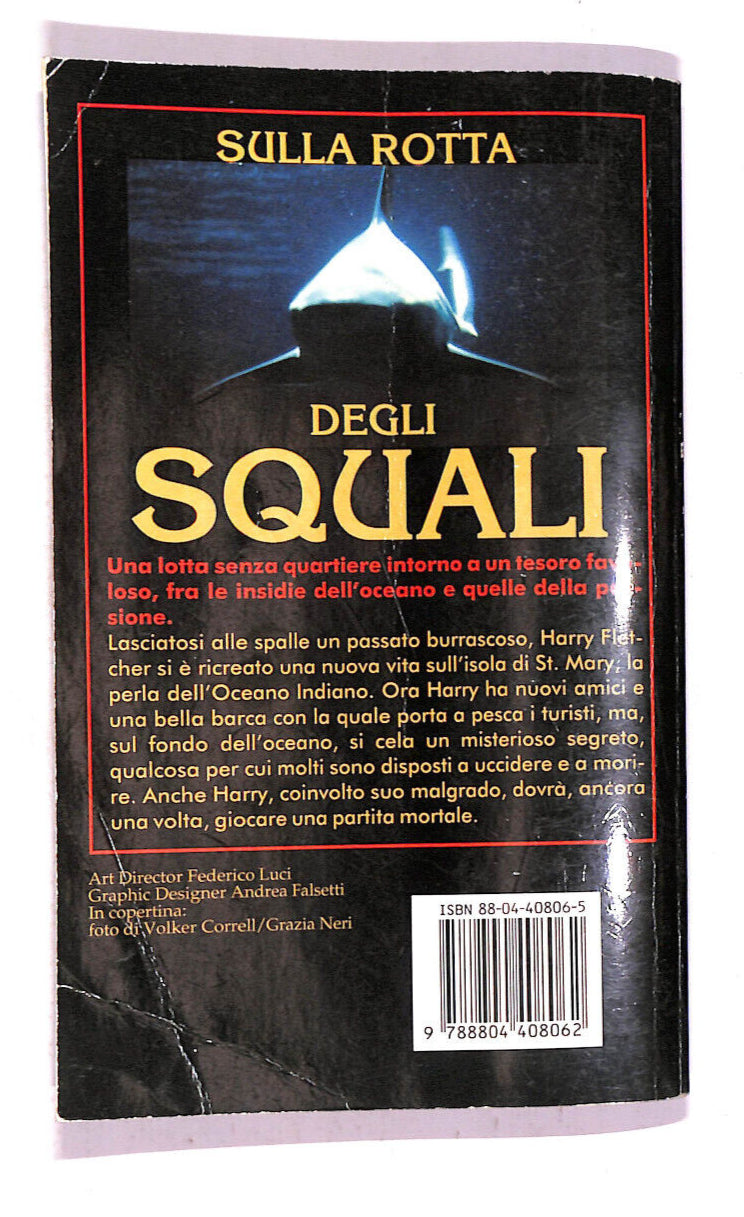 SULLA ROTTA
DEGLI
SQUALI
Una lotta senza quartiere intorno a un tesoro
loso, fra le insidie dell'oceano e quelle della
sione.
Lasciatosi alle spalle un passato burrascoso, Harry Flet-
cher si è ricreato una nuova vita sull'isola di St. Mary, la
perla dell'Oceano Indiano. Ora Harry ha nuovi amici e
una bella barca con la quale porta a pesca i turisti, ma,
sul fondo dell'oceano, si cela un misterioso segreto,
qualcosa per cui molti sono disposti a uccidere e a mori-
re. Anche Harry, coinvolto suo malgrado, dovrà, ancora
una volta, giocare una partita mortale.
Art Director Federico Luci
Graphic Designer Andrea Falsetti
In copertina:
foto di Volker Correll/Grazia Neri
ISBN 88-04-40806-5
9 788804 408062